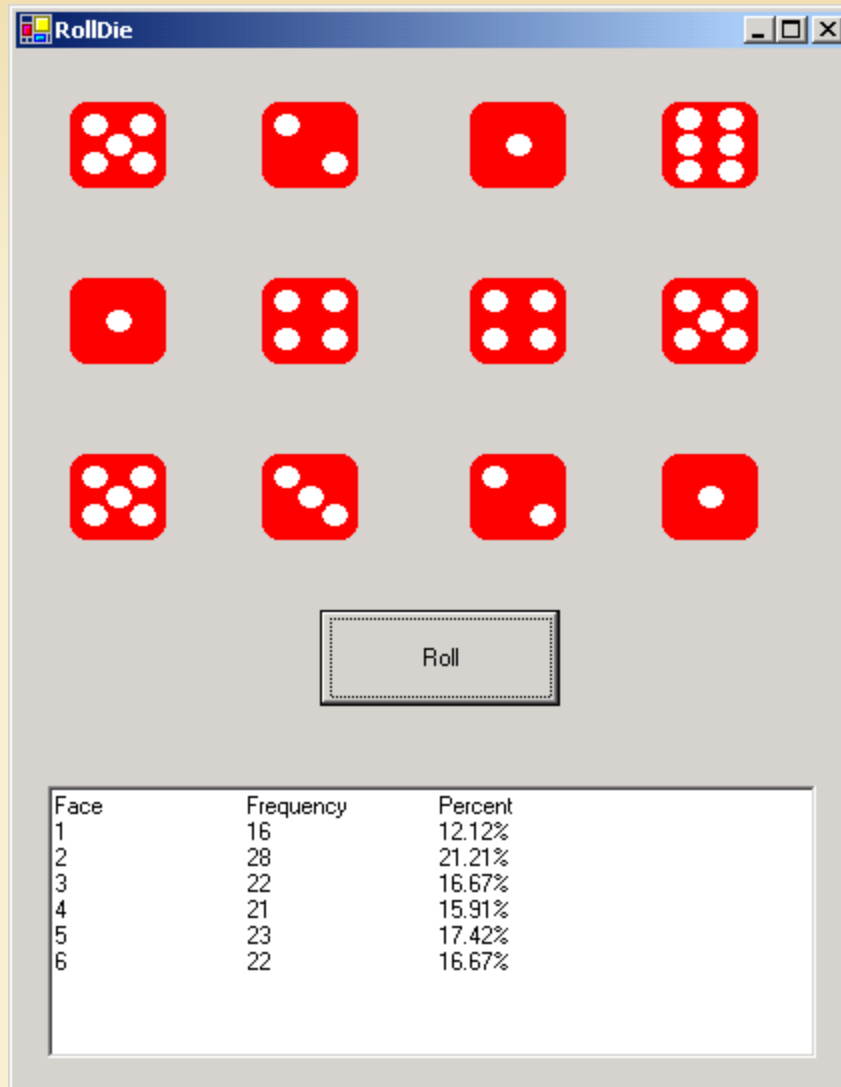 RollDie
Roll
Face Frequency Percent
1 16 12.12%
2 28 21.21%
3 22 16.67%
4 21 15.91%
5 23 17.42%
6 22 16.67%